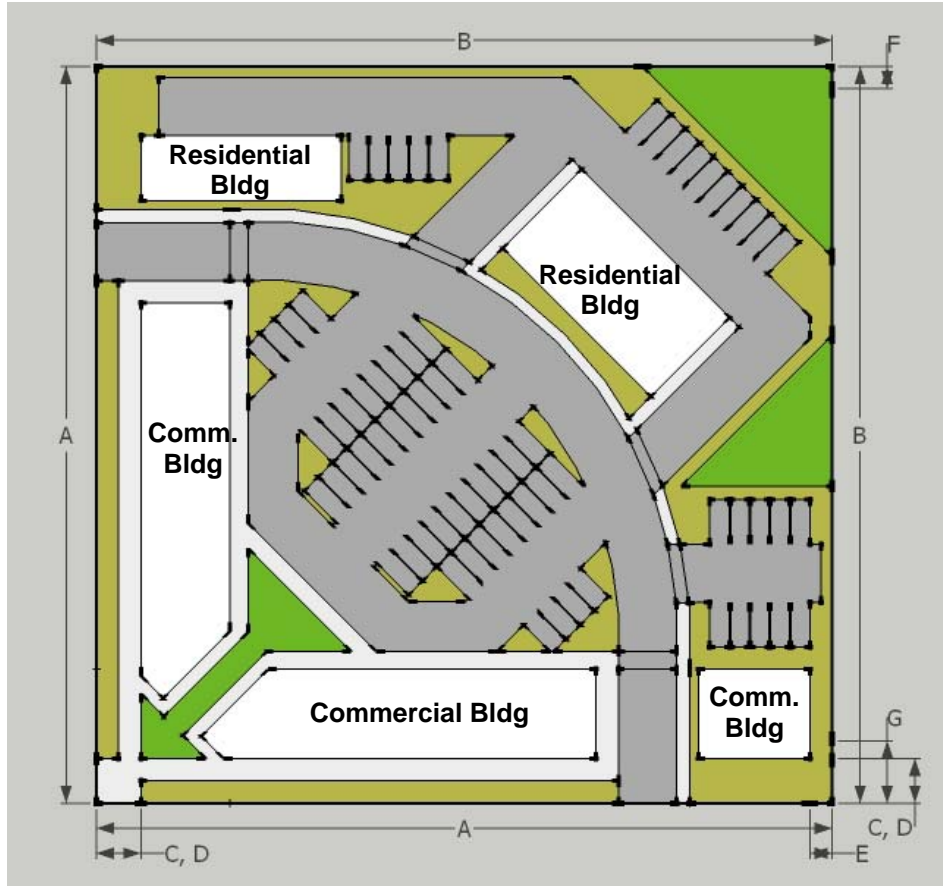 B
F
Residential
Bldg
Residential
Bldg
A
B
Comm.
Bldg
Commercial Bldg
Comm.
Bldg
G
A
C, D
C, D
E